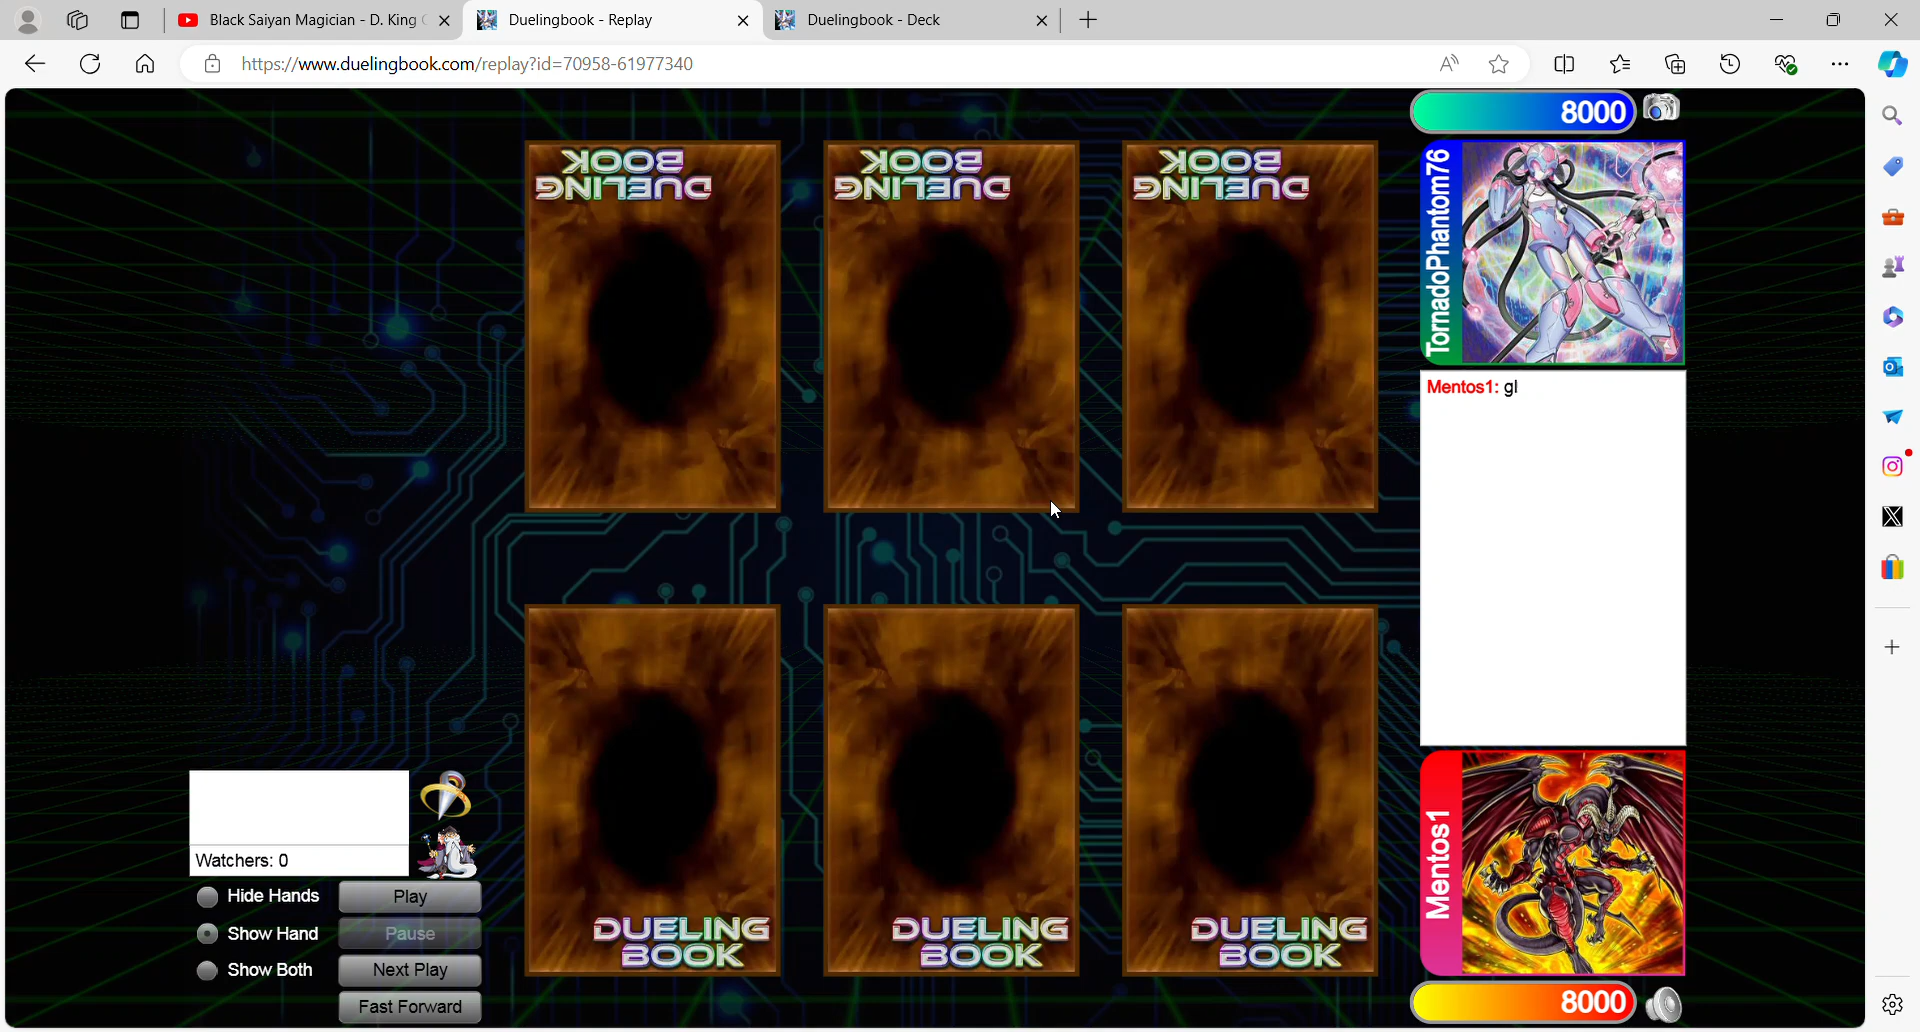 Black Saiyan Magician - D. King
Duelingbook - Replay
Duelingbook - Deck
https://www.duelingbook.com/replay?id=70958-61977340
8000
DUELING
BOOK
DUELING
BOOK
DUELING
BOOK
TornadoPhantom76
Mentos1: gl
Watchers: 0
Hide Hands
Play
Show Hand
Pause
Show Both
Next Play
Fast Forward
DUELING
BOOK
DUELING
BOOK
DUELING
BOOK
Mentos1
8000